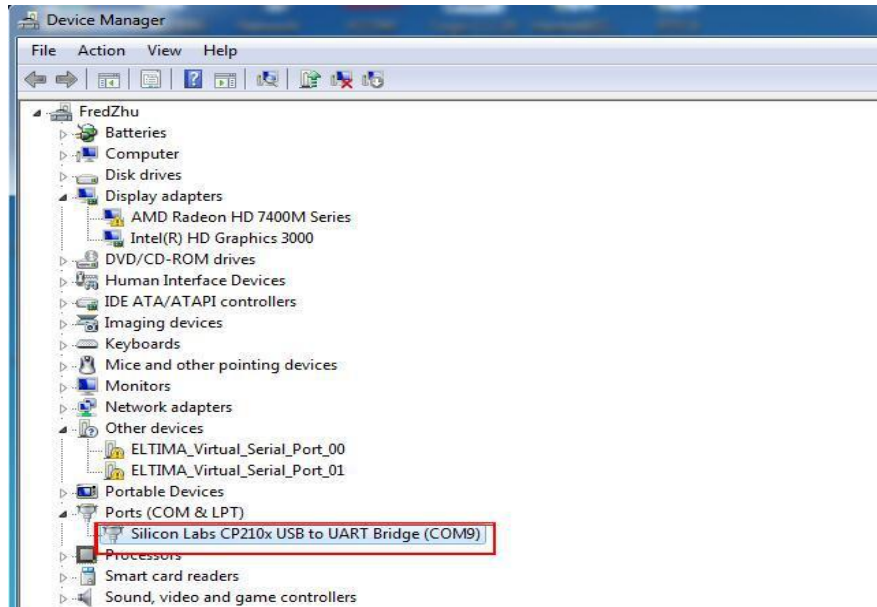 Device Manager
File Action View Help
FredZhu
Batteries
Computer
Disk drives
Display adapters
AMD Radeon HD 7400M Series
Intel(R) HD Graphics 3000
DVD/CD-ROM drives
Human Interface Devices
IDE ATA/ATAPI controllers
Imaging devices
Keyboards
Mice and other pointing devices
Monitors
Network adapters
Other devices
ELTIMA_Virtual_Serial_Port_00
ELTIMA_Virtual_Serial_Port_01
Portable Devices
Ports (COM & LPT)
Silicon Labs CP210x USB to UART Bridge (COM9)
Processors
Smart card readers
Sound, video and game controllers